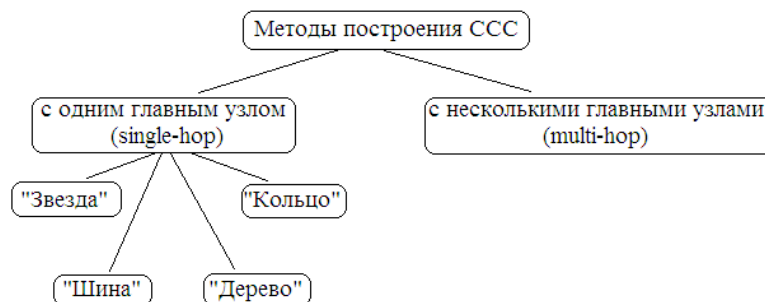 Методы построения ССС
с одним главным узлом
(single-hop)
с несколькими главными узлами
(multi-hop)
"Звезда"
"Кольцо"
"Шина"
"Дерево"